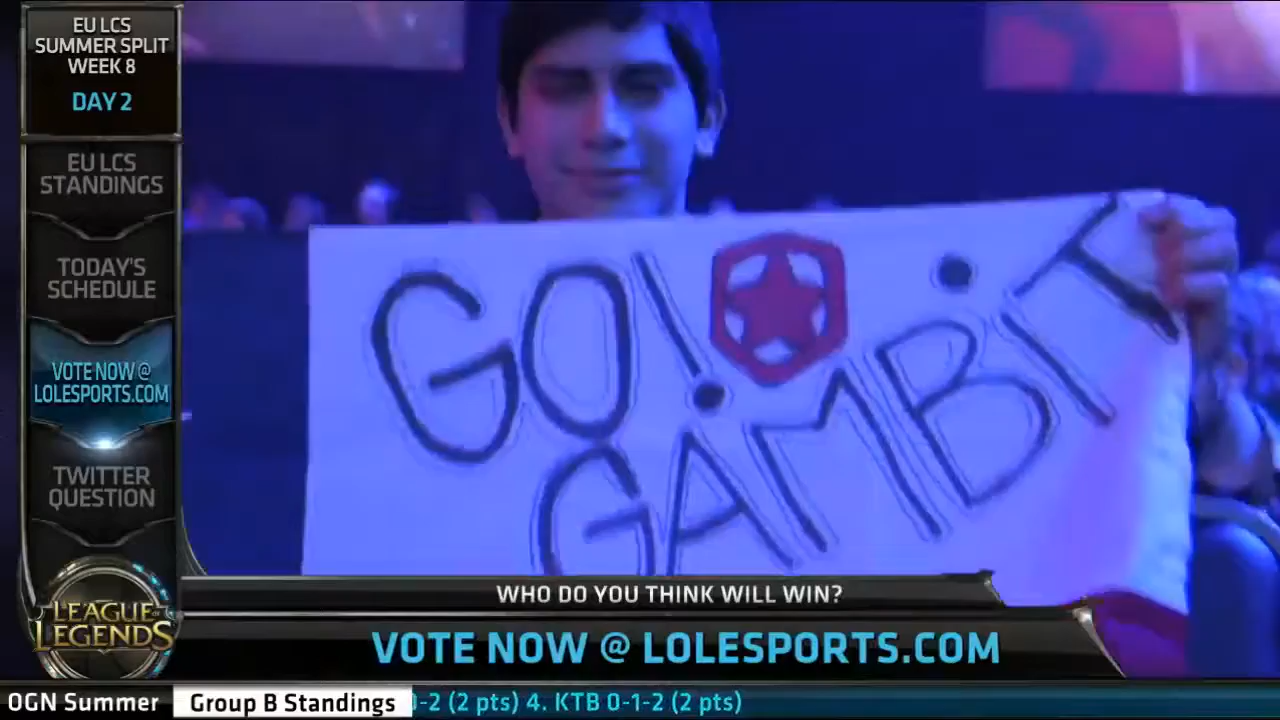 EU LCS
SUMMER SPLIT
WEEK 8
DAY 2
EU LCS
STANDINGS
TODAY'S
SCHEDULE
VOTE NOW @
LOLESPORTS.COM
TWITTER
QUESTION
LEAGUE OF
LEGENDS
GO!
GAMBIT
WHO DO YOU THINK WILL WIN?
VOTE NOW @ LOLESPORTS.COM
OGN Summer Group B Standings -2 (2 pts) 4. KTB 0-1-2 (2 pts)